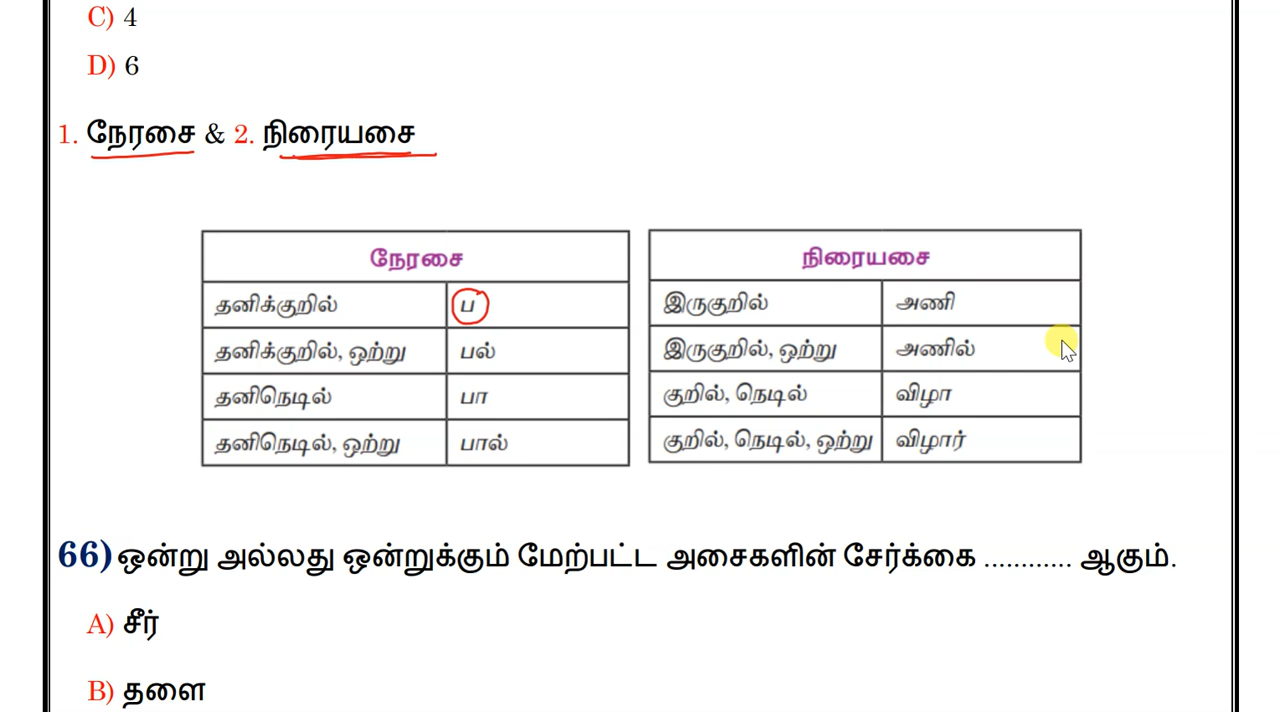 C) 4
D) 6
1. நேரசை & 2. நிரையசை
நேரசை
தனிக்குறில் ப
தனிக்குறில், ஒற்று பல்
தனிநெடில் பா
தனிநெடில், ஒற்று பால்
நிரையசை
இருகுறில் அணி
இருகுறில், ஒற்று அணில்
குறில், நெடில் விழா
குறில், நெடில், ஒற்று விழார்
66) ஒன்று அல்லது ஒன்றுக்கும் மேற்பட்ட அசைகளின் சேர்க்கை ............ ஆகும்.
A) சீர்
B) தளை